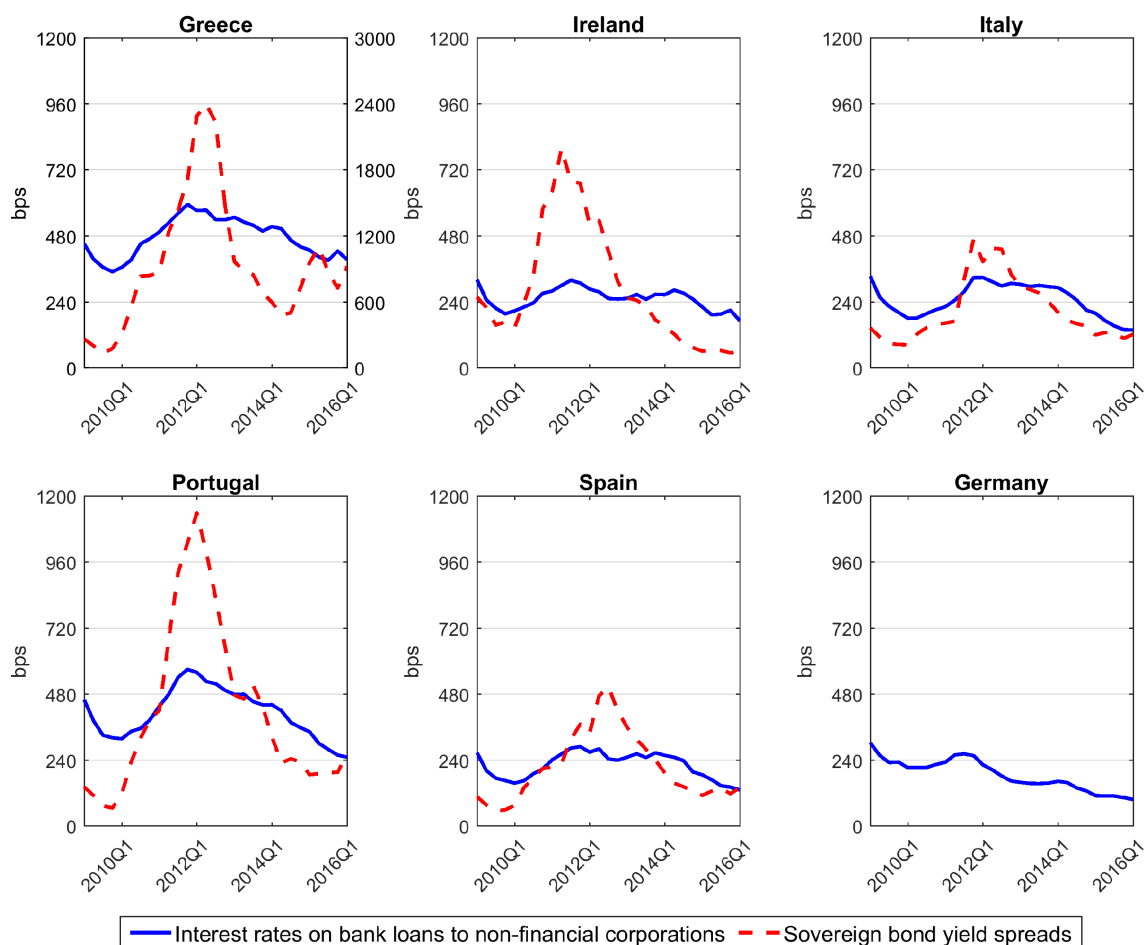 Greece
1200 3000
960 2400
720 1800
480 1200
240 600
0 0
bps
2010Q1 2012Q1 2014Q1 2016Q1
Ireland
1200
960
720
480
240
0
bps
2010Q1 2012Q1 2014Q1 2016Q1
Italy
1200
960
720
480
240
0
2010Q1 2012Q1 2014Q1 2016Q1
Portugal
1200
960
720
480
240
0
bps
2010Q1 2012Q1 2014Q1 2016Q1
Spain
1200
960
720
480
240
0
bps
2010Q1 2012Q1 2014Q1 2016Q1
Germany
1200
960
720
480
240
0
2010Q1 2012Q1 2014Q1 2016Q1
Interest rates on bank loans to non-financial corporations Sovereign bond yield spreads